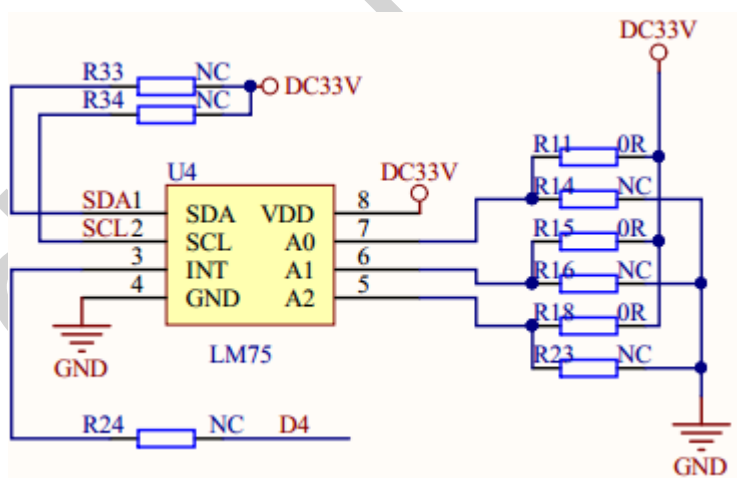 DC33V
R33 NC
DC33V
R34 NC
R11 0R
U4
DC33V
R14 NC
SDA1 SDA VDD 8
SCL2 SCL A0 7
R15 0R
3 INT A1 6
R16 NC
4 GND A2 5
R18 0R
LM75
R23 NC
GND
R24 NC D4
GND